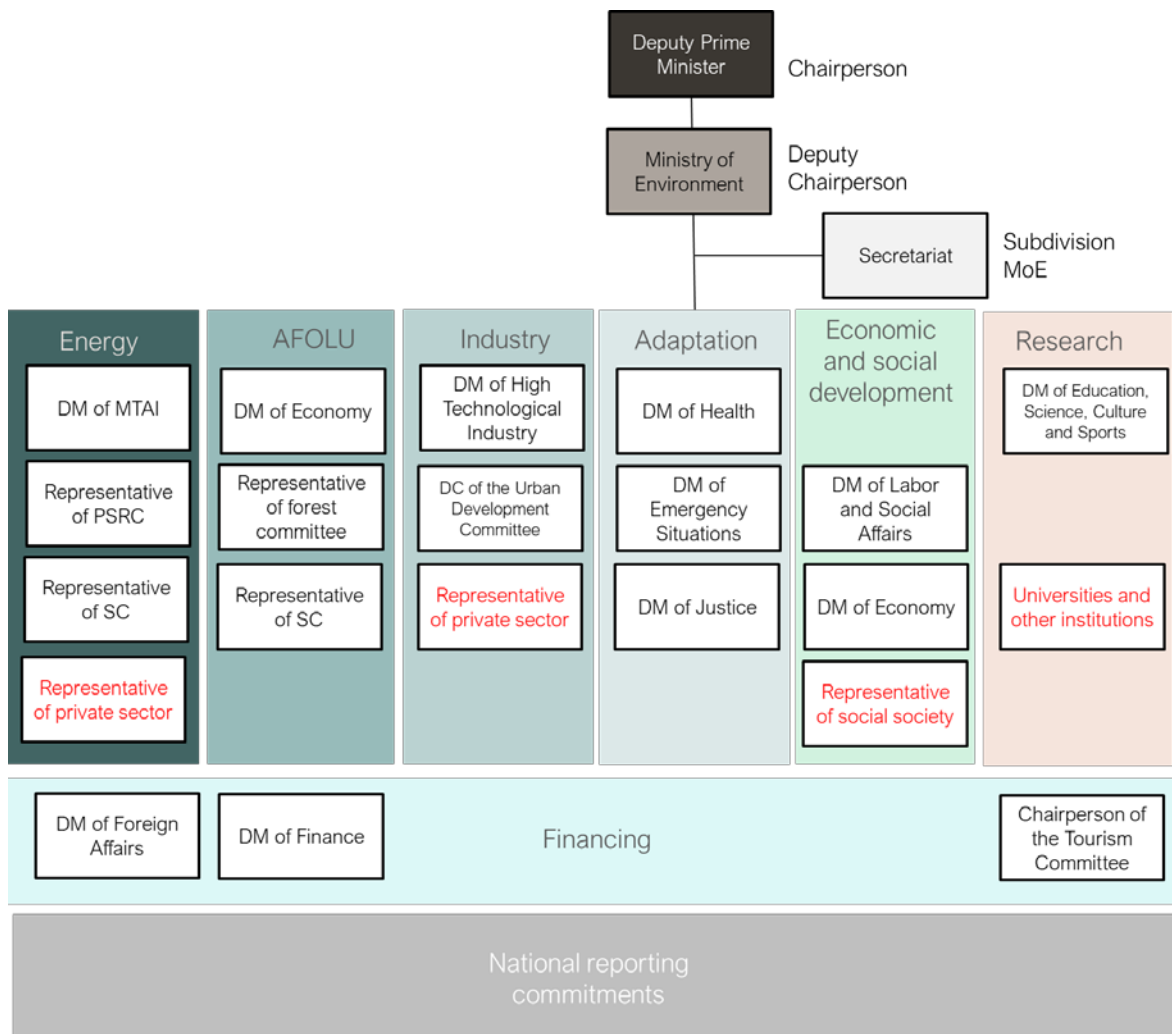 Deputy Prime
Minister
Chairperson
Ministry of
Environment
Deputy
Chairperson
Secretariat
Subdivision
MoE
Energy
DM of MTAI
Representative
of PSRC
Representative
of SC
Representative
of private sector
AFOLU
DM of Economy
Representative
of forest
committee
Representative
of SC
Industry
DM of High
Technological
Industry
DC of the Urban
Development
Committee
Representative
of private sector
Adaptation
DM of Health
DM of
Emergency
Situations
DM of Justice
Economic
and social
development
DM of Labor
and Social
Affairs
DM of Economy
Representative
of social society
Research
DM of Education,
Science, Culture
and Sports
Universities and
other institutions
DM of Foreign
Affairs
DM of Finance
Financing
Chairperson of
the Tourism
Committee
National reporting
commitments